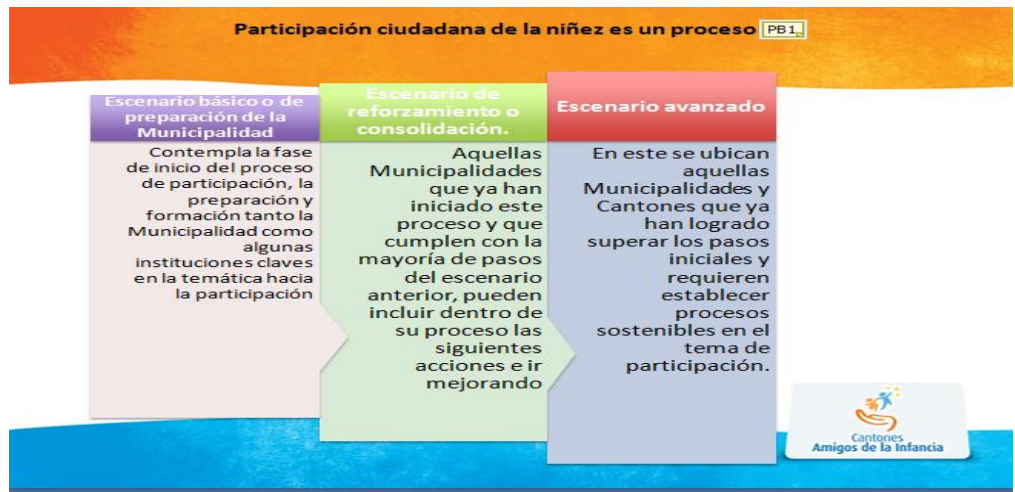 Participación ciudadana de la niñez es un proceso PB1
Escenario básico o de
preparación de la
Municipalidad
Contempla la fase
de inicio del proceso
de participación, la
preparación y
formación tanto la
Municipalidad como
algunas
instituciones claves
en la temática hacia
la participación
Escenario de
reforzamiento o
consolidación.
Aquellas
Municipalidades
que ya han
iniciado este
proceso y que
cumplen con la
mayoría de pasos
del escenario
anterior, pueden
incluir dentro de
su proceso las
siguientes
acciones e ir
mejorando
Escenario avanzado
En este se ubican
aquellas
Municipalidades y
Cantones que ya
han logrado
superar los pasos
iniciales y
requieren
establecer
procesos
sostenibles en el
tema de
participación.
Cantones
Amigos de la Infancia